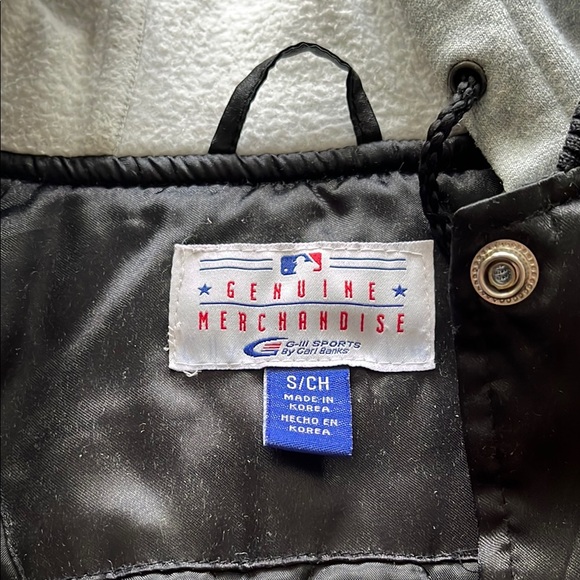 GENUINE
MERCHANDISE
G-III SPORTS
By Carl Banks
S/CH
MADE IN
KOREA
HECHO EN
KOREA